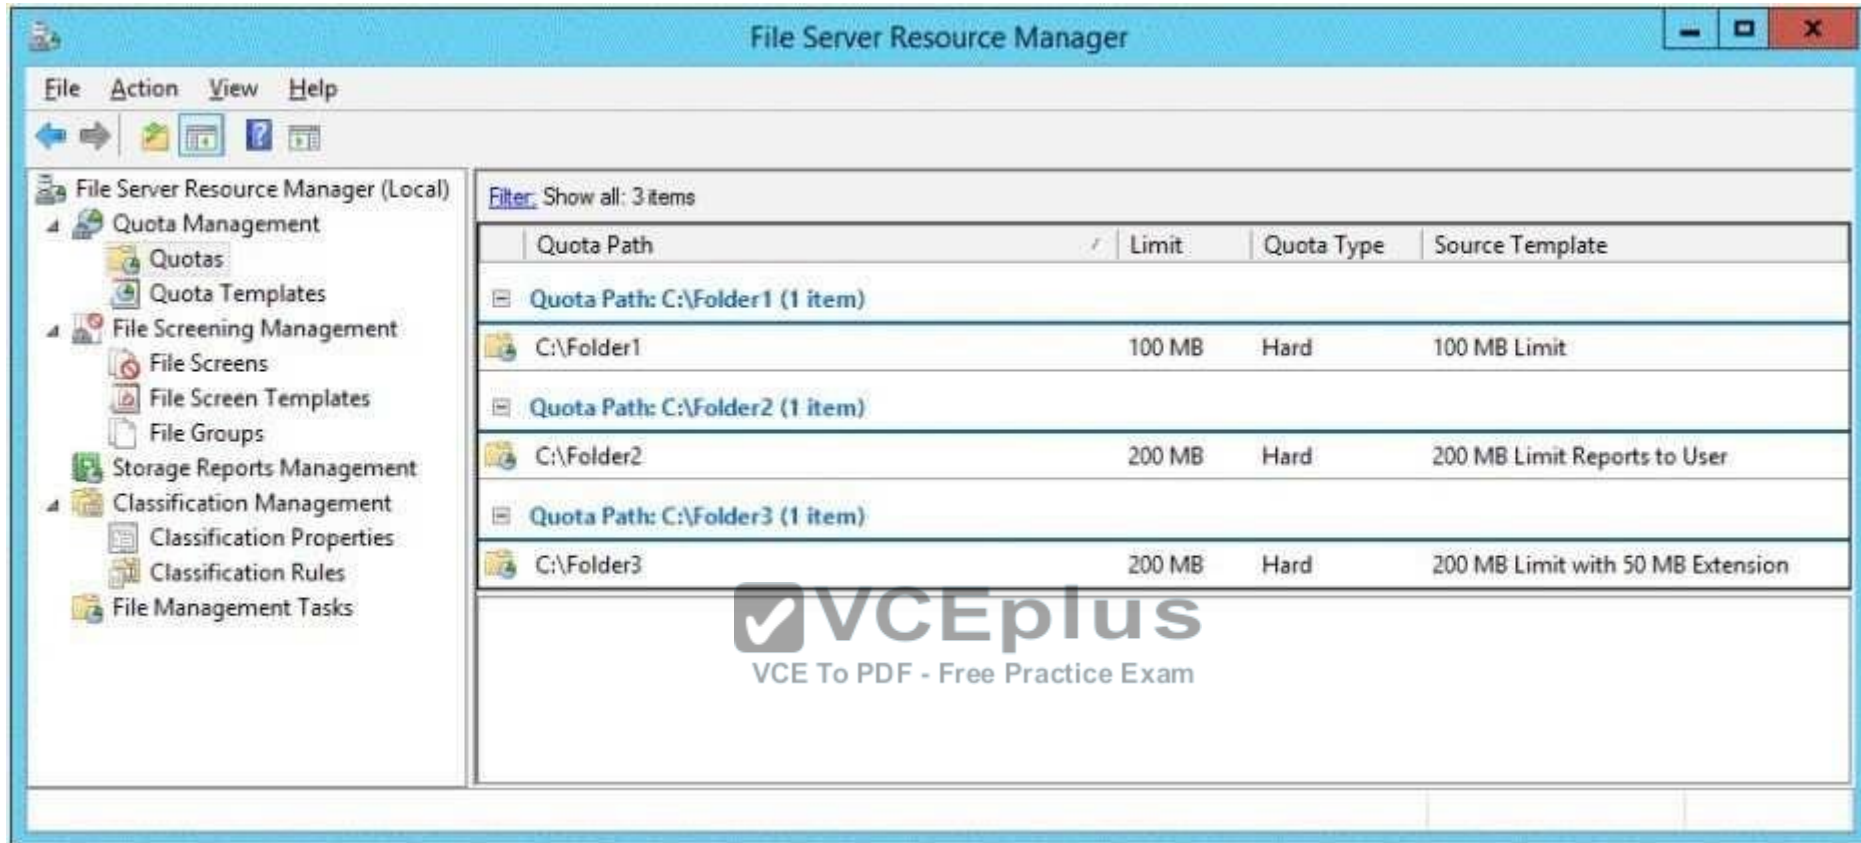 File Server Resource Manager
File Action View Help
File Server Resource Manager (Local)
Quota Management
Quotas
Quota Templates
File Screening Management
File Screens
File Screen Templates
File Groups
Storage Reports Management
Classification Management
Classification Properties
Classification Rules
File Management Tasks
Filter: Show all: 3 items
Quota Path Limit Quota Type Source Template
Quota Path: C:\Folder1 (1 item)
C:\Folder1 100 MB Hard 100 MB Limit
Quota Path: C:\Folder2 (1 item)
C:\Folder2 200 MB Hard 200 MB Limit Reports to User
Quota Path: C:\Folder3 (1 item)
C:\Folder3 200 MB Hard 200 MB Limit with 50 MB Extension
VCEplus
VCE To PDF - Free Practice Exam